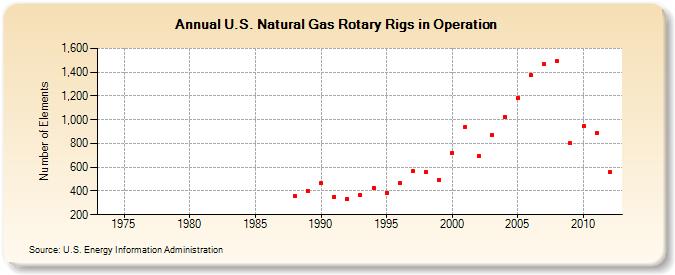 Annual U.S. Natural Gas Rotary Rigs in Operation
Number of Elements
1,600
1,400
1,200
1,000
800
600
400
200
1975 1980 1985 1990 1995 2000 2005 2010
Source: U.S. Energy Information Administration